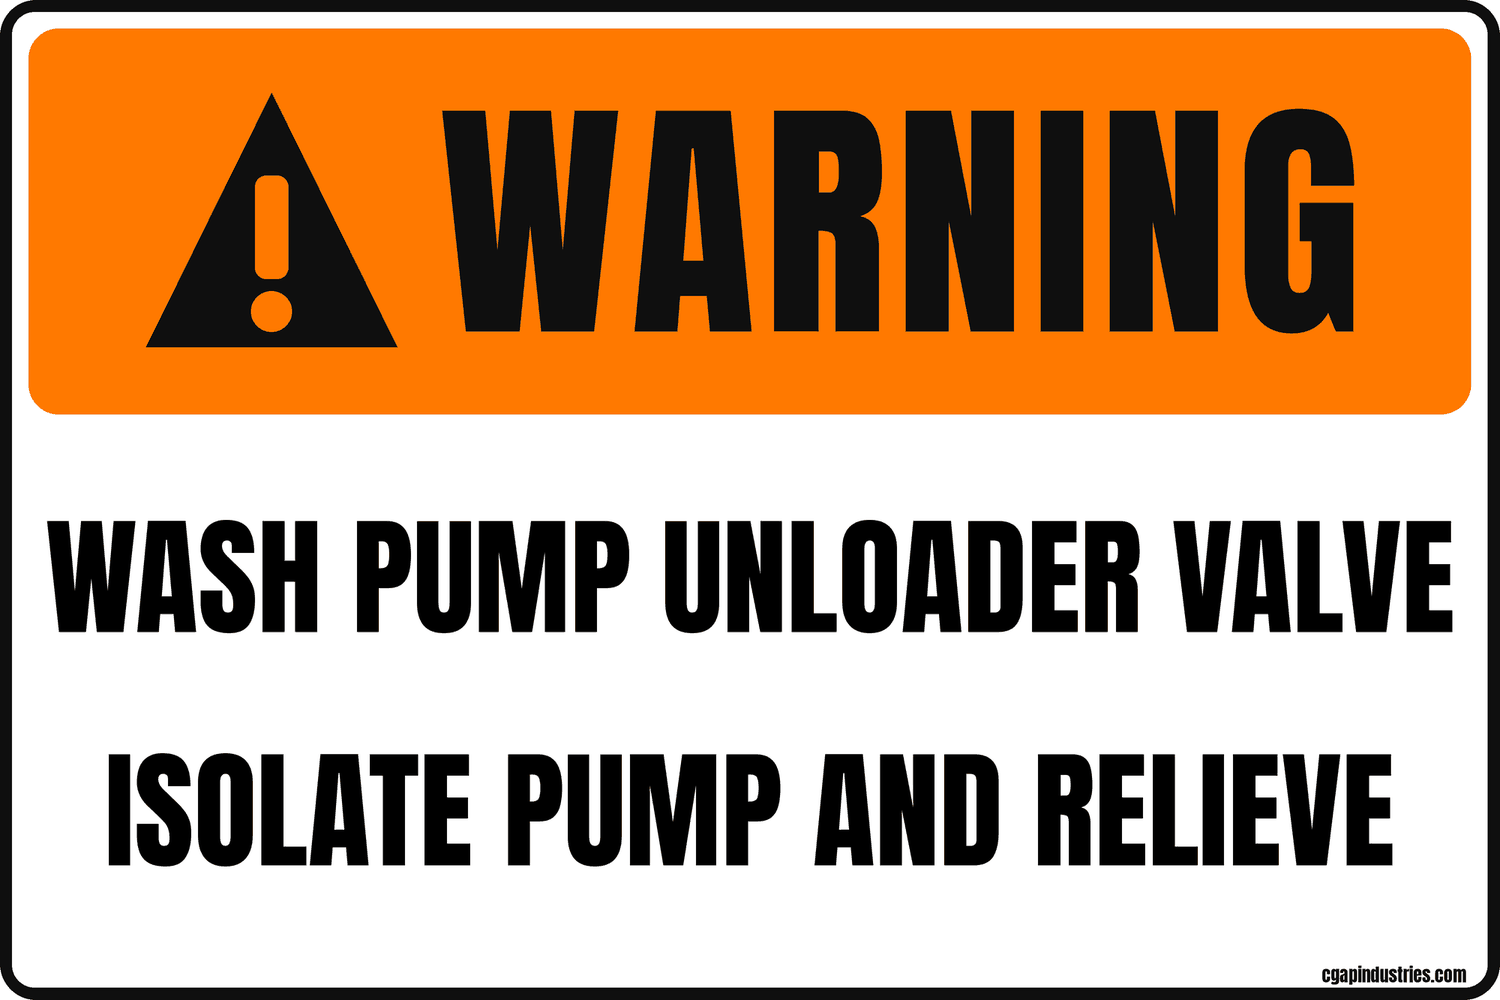 WARNING
WASH PUMP UNLOADER VALVE
ISOLATE PUMP AND RELIEVE
cgapindustries.com